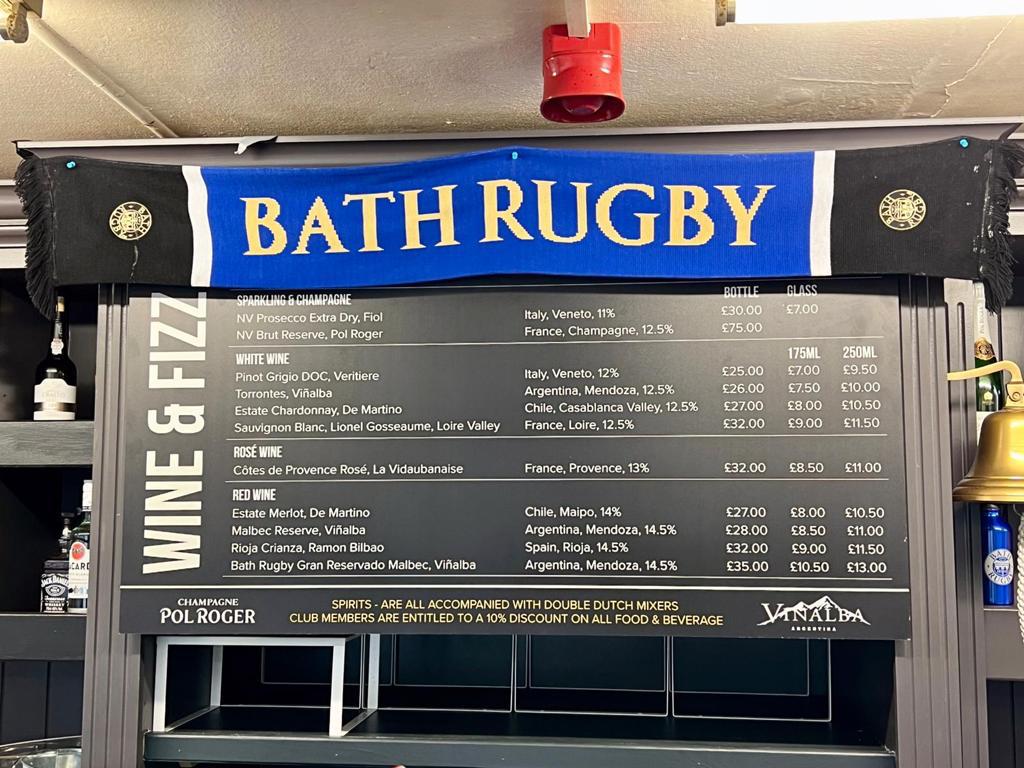 BATH RUGBY
WINE & FIZZ
SPARKLING & CHAMPAGNE BOTTLE GLASS
NV Prosecco Extra Dry, Fiol Italy, Veneto, 11% £30.00 £7.00
NV Brut Reserve, Pol Roger France, Champagne, 12.5% £75.00
WHITE WINE 175ML 250ML
Pinot Grigio DOC, Veritiere Italy, Veneto, 12% £25.00 £7.00 £9.50
Torrontes, Viñalba Argentina, Mendoza, 12.5% £26.00 £7.50 £10.00
Estate Chardonnay, De Martino Chile, Casablanca Valley, 12.5% £27.00 £8.00 £10.50
Sauvignon Blanc, Lionel Gosseaume, Loire Valley France, Loire, 12.5% £32.00 £9.00 £11.50
ROSÉ WINE
Côtes de Provence Rosé, La Vidaubanaise France, Provence, 13% £32.00 £8.50 £11.00
RED WINE
Estate Merlot, De Martino Chile, Maipo, 14% £27.00 £8.00 £10.50
Malbec Reserve, Viñalba Argentina, Mendoza, 14.5% £28.00 £8.50 £11.00
Rioja Crianza, Ramon Bilbao Spain, Rioja, 14.5% £32.00 £9.00 £11.50
Bath Rugby Gran Reservado Malbec, Viñalba Argentina, Mendoza, 14.5% £35.00 £10.50 £13.00
CHAMPAGNE
POL ROGER
SPIRITS - ARE ALL ACCOMPANIED WITH DOUBLE DUTCH MIXERS
CLUB MEMBERS ARE ENTITLED TO A 10% DISCOUNT ON ALL FOOD & BEVERAGE
VIÑALBA
ARGENTINA
JACK DANIEL'S
BATH
RUGBY